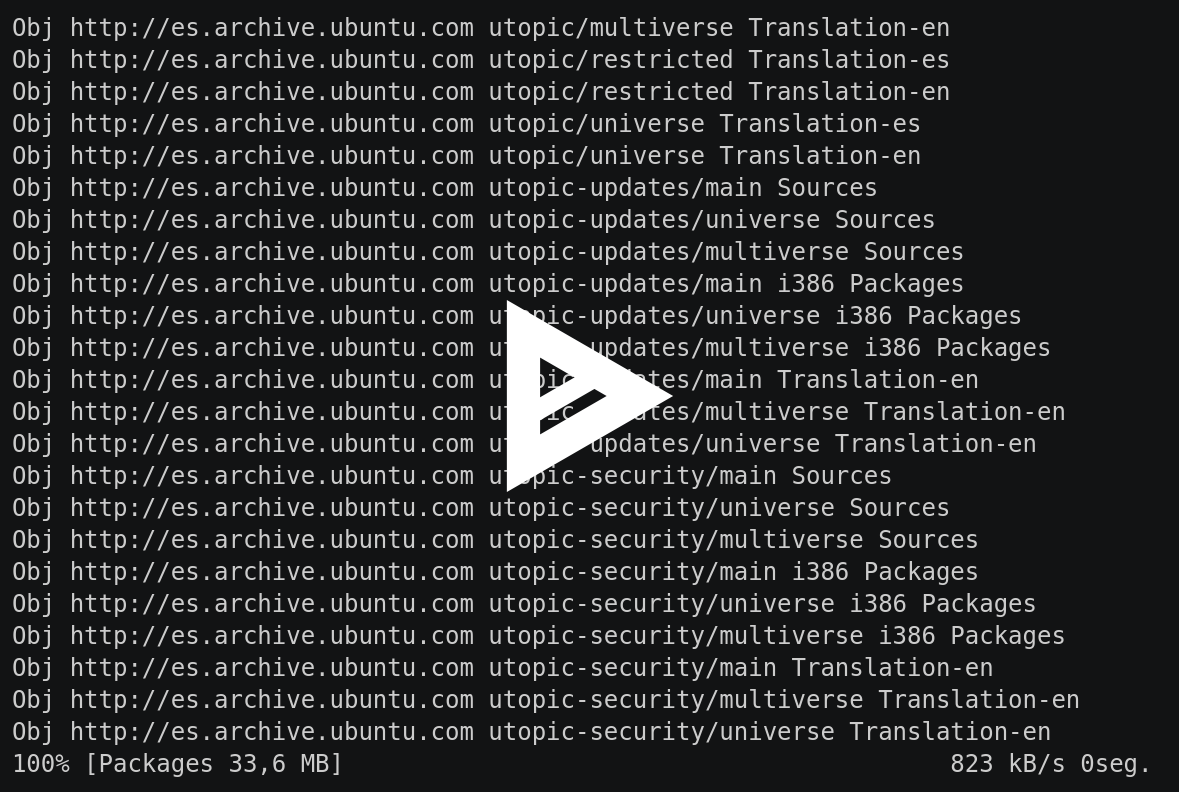 Obj http://es.archive.ubuntu.com utopic/multiverse Translation-en
Obj http://es.archive.ubuntu.com utopic/restricted Translation-es
Obj http://es.archive.ubuntu.com utopic/restricted Translation-en
Obj http://es.archive.ubuntu.com utopic/universe Translation-es
Obj http://es.archive.ubuntu.com utopic/universe Translation-en
Obj http://es.archive.ubuntu.com utopic-updates/main Sources
Obj http://es.archive.ubuntu.com utopic-updates/universe Sources
Obj http://es.archive.ubuntu.com utopic-updates/multiverse Sources
Obj http://es.archive.ubuntu.com utopic-updates/main i386 Packages
Obj http://es.archive.ubuntu.com utopic-updates/universe i386 Packages
Obj http://es.archive.ubuntu.com utopic-updates/multiverse i386 Packages
Obj http://es.archive.ubuntu.com utopic-updates/main Translation-en
Obj http://es.archive.ubuntu.com utopic-updates/multiverse Translation-en
Obj http://es.archive.ubuntu.com utopic-updates/universe Translation-en
Obj http://es.archive.ubuntu.com utopic-security/main Sources
Obj http://es.archive.ubuntu.com utopic-security/universe Sources
Obj http://es.archive.ubuntu.com utopic-security/multiverse Sources
Obj http://es.archive.ubuntu.com utopic-security/main i386 Packages
Obj http://es.archive.ubuntu.com utopic-security/universe i386 Packages
Obj http://es.archive.ubuntu.com utopic-security/multiverse i386 Packages
Obj http://es.archive.ubuntu.com utopic-security/main Translation-en
Obj http://es.archive.ubuntu.com utopic-security/multiverse Translation-en
Obj http://es.archive.ubuntu.com utopic-security/universe Translation-en
100% [Packages 33,6 MB] 823 kB/s 0seg.